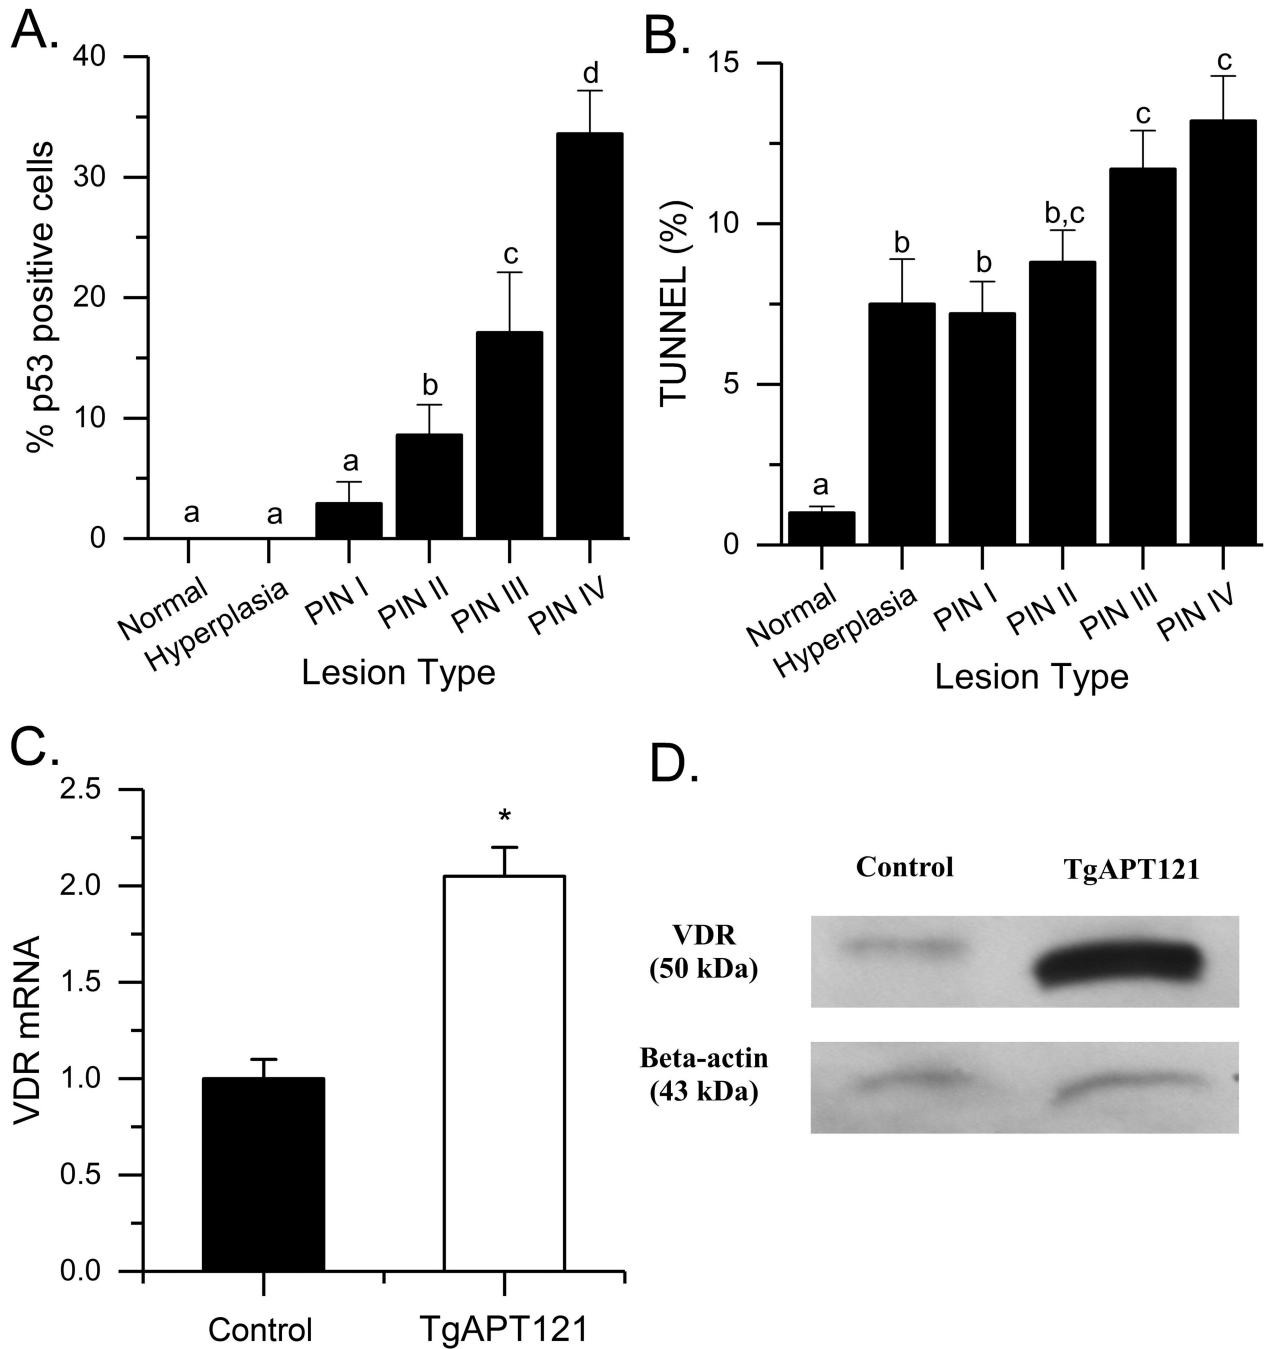 A.
40
30
20
10
0
% p53 positive cells
a
a
a
b
c
d
Normal
Hyperplasia
PIN I
PIN II
PIN III
PIN IV
Lesion Type
B.
15
10
5
0
TUNNEL (%)
a
b
b
b,c
c
c
Normal
Hyperplasia
PIN I
PIN II
PIN III
PIN IV
Lesion Type
C.
2.5
2.0
1.5
1.0
0.5
0.0
VDR mRNA
*
Control
TgAPT121
D.
Control
TgAPT121
VDR
(50 kDa)
Beta-actin
(43 kDa)